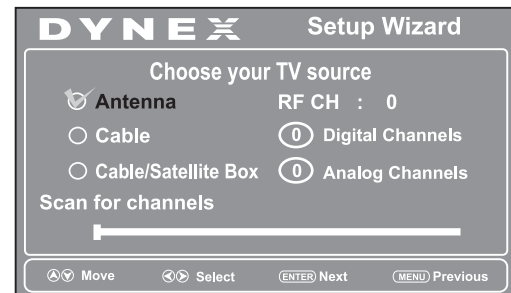 DYNEX Setup Wizard
Choose your TV source
Antenna RF CH : 0
Cable 0 Digital Channels
Cable/Satellite Box 0 Analog Channels
Scan for channels
Move Select ENTER Next MENU Previous